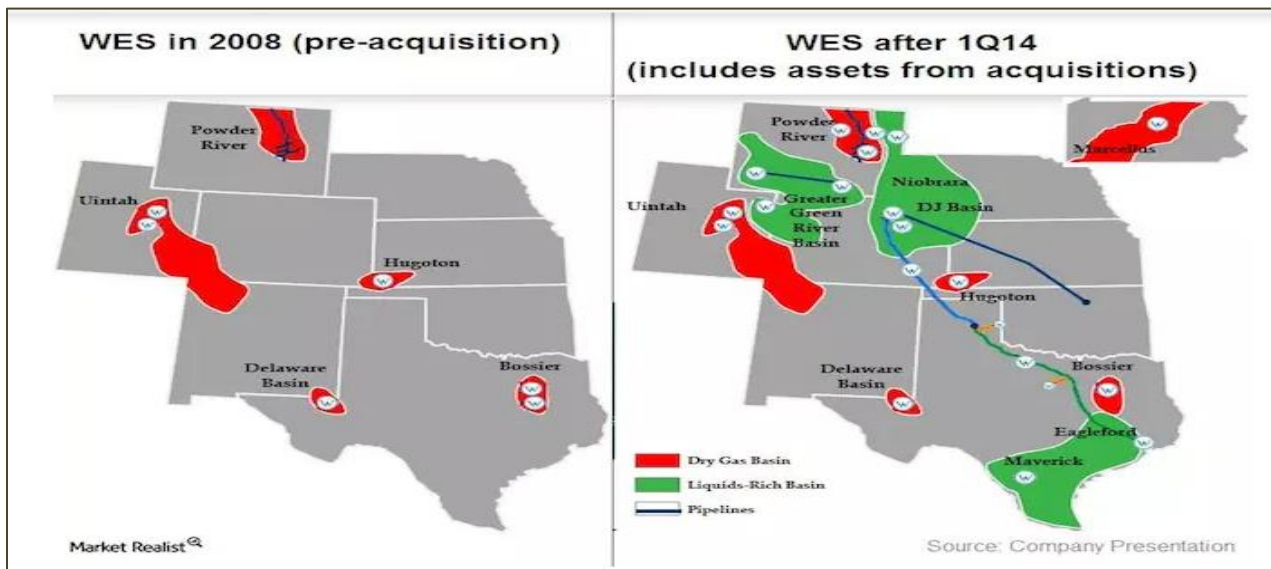 WES in 2008 (pre-acquisition)
Powder
River
Uintah
Hugoton
Delaware
Basin
Bossier
Market Realist
WES after 1Q14
(includes assets from acquisitions)
Powder
River
Marcellus
Niobrara
DJ Basin
Uintah
Greater
Green
River
Basin
Hugoton
Delaware
Basin
Bossier
Eagleford
Maverick
Dry Gas Basin
Liquids-Rich Basin
Pipelines
Source: Company Presentation